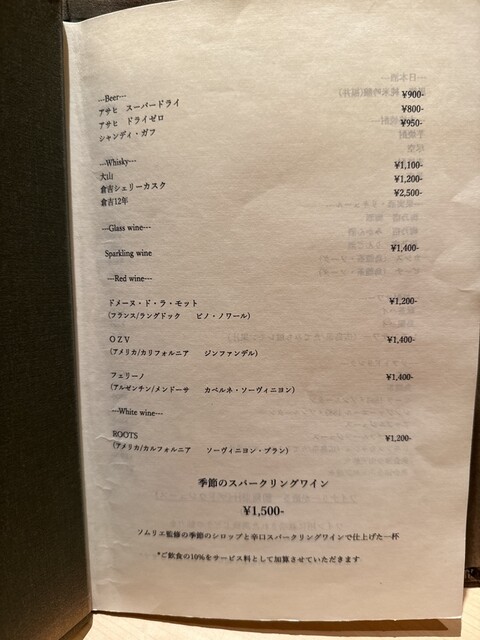 ---Beer---
アサヒ スーパードライ ¥900-
アサヒ ドライゼロ ¥800-
シャンディ・ガフ ¥950-
---Whisky---
大山 ¥1,100-
倉吉シェリーカスク ¥1,200-
倉吉12年 ¥2,500-
---Glass wine---
Sparkling wine ¥1,400-
---Red wine---
ドメーヌ・ド・ラ・モット ¥1,200-
(フランス/ラングドック ピノ・ノワール)
OZV ¥1,400-
(アメリカ/カリフォルニア ジンファンデル)
フェリーノ ¥1,400-
(アルゼンチン/メンドーサ カベルネ・ソーヴィニヨン)
---White wine---
ROOTS ¥1,200-
(アメリカ/カルフォルニア ソーヴィニヨン・ブラン)
季節のスパークリングワイン
¥1,500-
ソムリエ監修の季節のシロップと辛口スパークリングワインで仕上げた一杯
*ご飲食の10%をサービス料として加算させていただきます